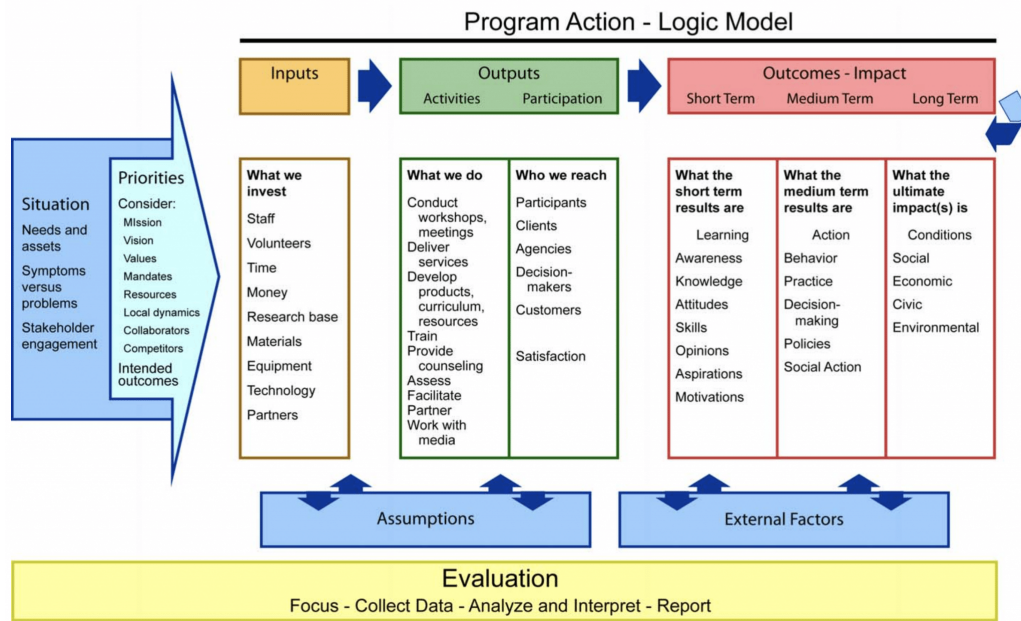 Program Action - Logic Model
Inputs
Outputs
Activities Participation
Outcomes - Impact
Short Term Medium Term Long Term
Situation
Needs and
assets
Symptoms
versus
problems
Stakeholder
engagement
Priorities
Consider:
MIssion
Vision
Values
Mandates
Resources
Local dynamics
Collaborators
Competitors
Intended
outcomes
What we
invest
Staff
Volunteers
Time
Money
Research base
Materials
Equipment
Technology
Partners
What we do
Conduct
workshops,
meetings
Deliver
services
Develop
products,
curriculum,
resources
Train
Provide
counseling
Assess
Facilitate
Partner
Work with
media
Who we reach
Participants
Clients
Agencies
Decision-
makers
Customers
Satisfaction
What the
short term
results are
Learning
Awareness
Knowledge
Attitudes
Skills
Opinions
Aspirations
Motivations
What the
medium term
results are
Action
Behavior
Practice
Decision-
making
Policies
Social Action
What the
ultimate
impact(s) is
Conditions
Social
Economic
Civic
Environmental
Assumptions
External Factors
Evaluation
Focus - Collect Data - Analyze and Interpret - Report